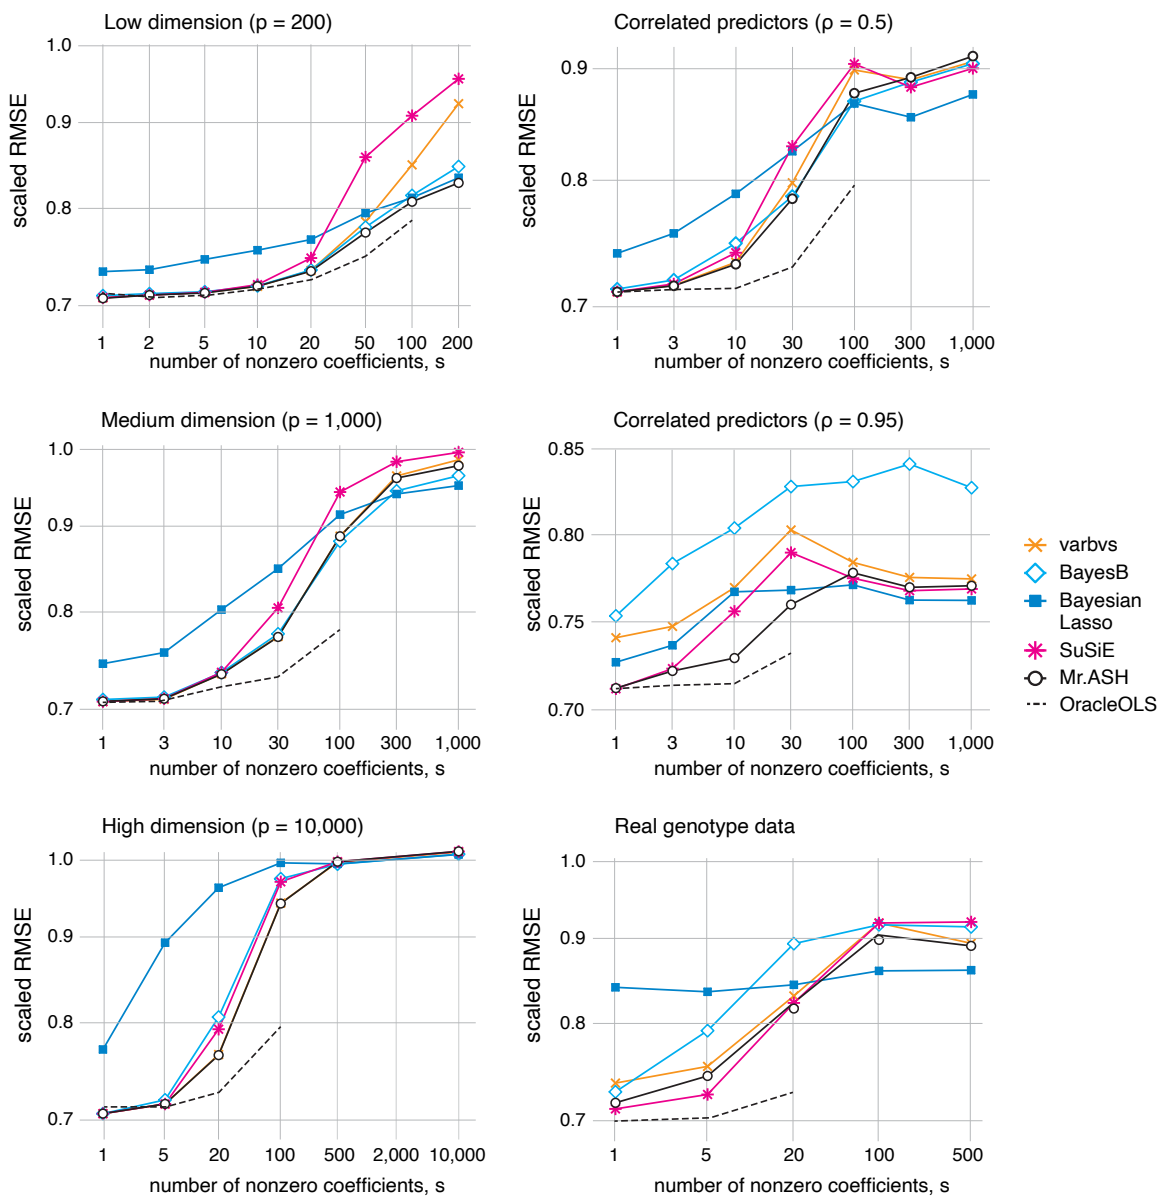 Low dimension (p = 200)
1.0
0.9
0.8
0.7
scaled RMSE
1 2 5 10 20 50 100 200
number of nonzero coefficients, s
Correlated predictors (ρ = 0.5)
0.9
0.8
0.7
scaled RMSE
1 3 10 30 100 300 1,000
number of nonzero coefficients, s
Medium dimension (p = 1,000)
1.0
0.9
0.8
0.7
scaled RMSE
1 3 10 30 100 300 1,000
number of nonzero coefficients, s
Correlated predictors (ρ = 0.95)
0.85
0.80
0.75
0.70
scaled RMSE
1 3 10 30 100 300 1,000
number of nonzero coefficients, s
varbvs
BayesB
Bayesian
Lasso
SuSiE
Mr.ASH
OracleOLS
High dimension (p = 10,000)
1.0
0.9
0.8
0.7
scaled RMSE
1 5 20 100 500 2,000 10,000
number of nonzero coefficients, s
Real genotype data
1.0
0.9
0.8
0.7
scaled RMSE
1 5 20 100 500
number of nonzero coefficients, s